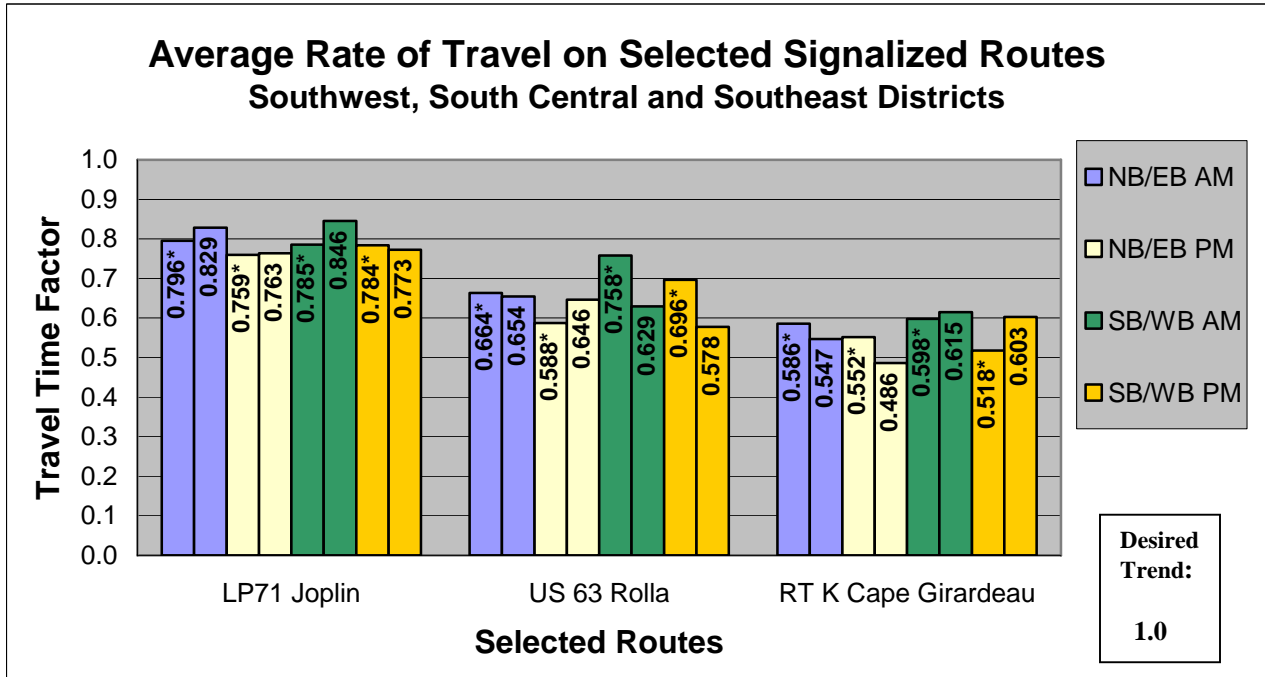 Average Rate of Travel on Selected Signalized Routes
Southwest, South Central and Southeast Districts
Travel Time Factor
1.0
0.9
0.8
0.7
0.6
0.5
0.4
0.3
0.2
0.1
0.0
0.796*
0.829
0.759*
0.763
0.785*
0.846
0.784*
0.773
0.664*
0.654
0.588*
0.646
0.758*
0.629
0.696*
0.578
0.586*
0.547
0.552*
0.486
0.598*
0.615
0.518*
0.603
LP71 Joplin
US 63 Rolla
RT K Cape Girardeau
Selected Routes
NB/EB AM
NB/EB PM
SB/WB AM
SB/WB PM
Desired
Trend:
1.0